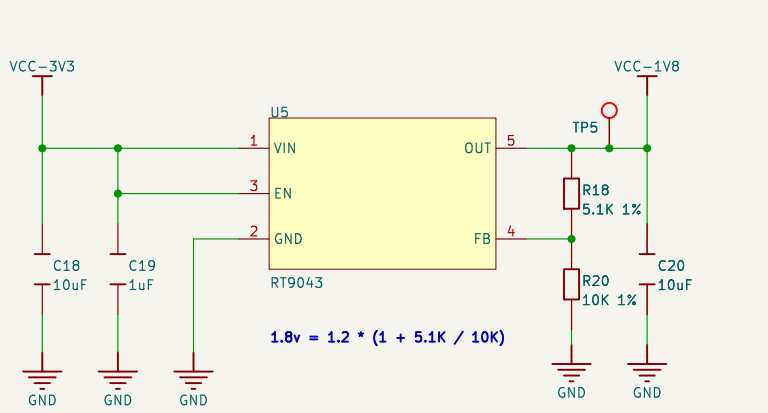 VCC-3V3
VCC-1V8
U5
TP5
1
VIN
OUT
5
3
EN
R18
5.1K 1%
2
GND
FB
4
C18
10uF
C19
1uF
C20
10uF
RT9043
R20
10K 1%
1.8v = 1.2 * (1 + 5.1K / 10K)
GND
GND
GND
GND
GND